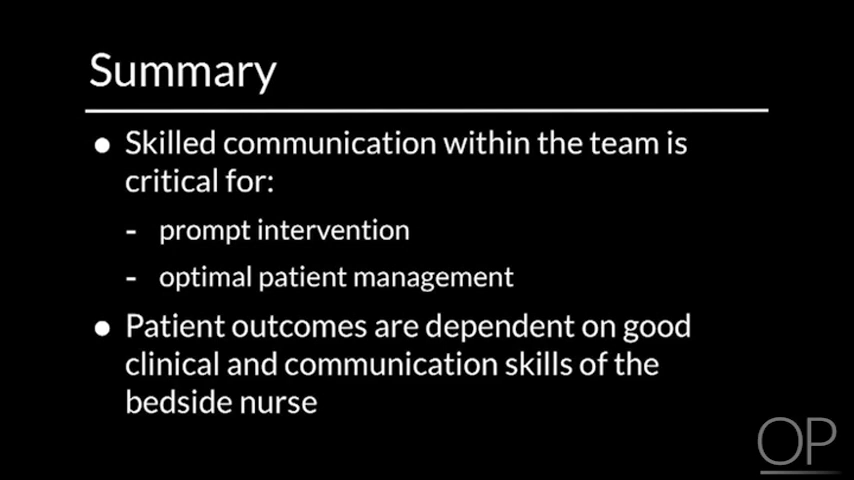 Summary
● Skilled communication within the team is
critical for:
- prompt intervention
- optimal patient management
● Patient outcomes are dependent on good
clinical and communication skills of the
bedside nurse
OP